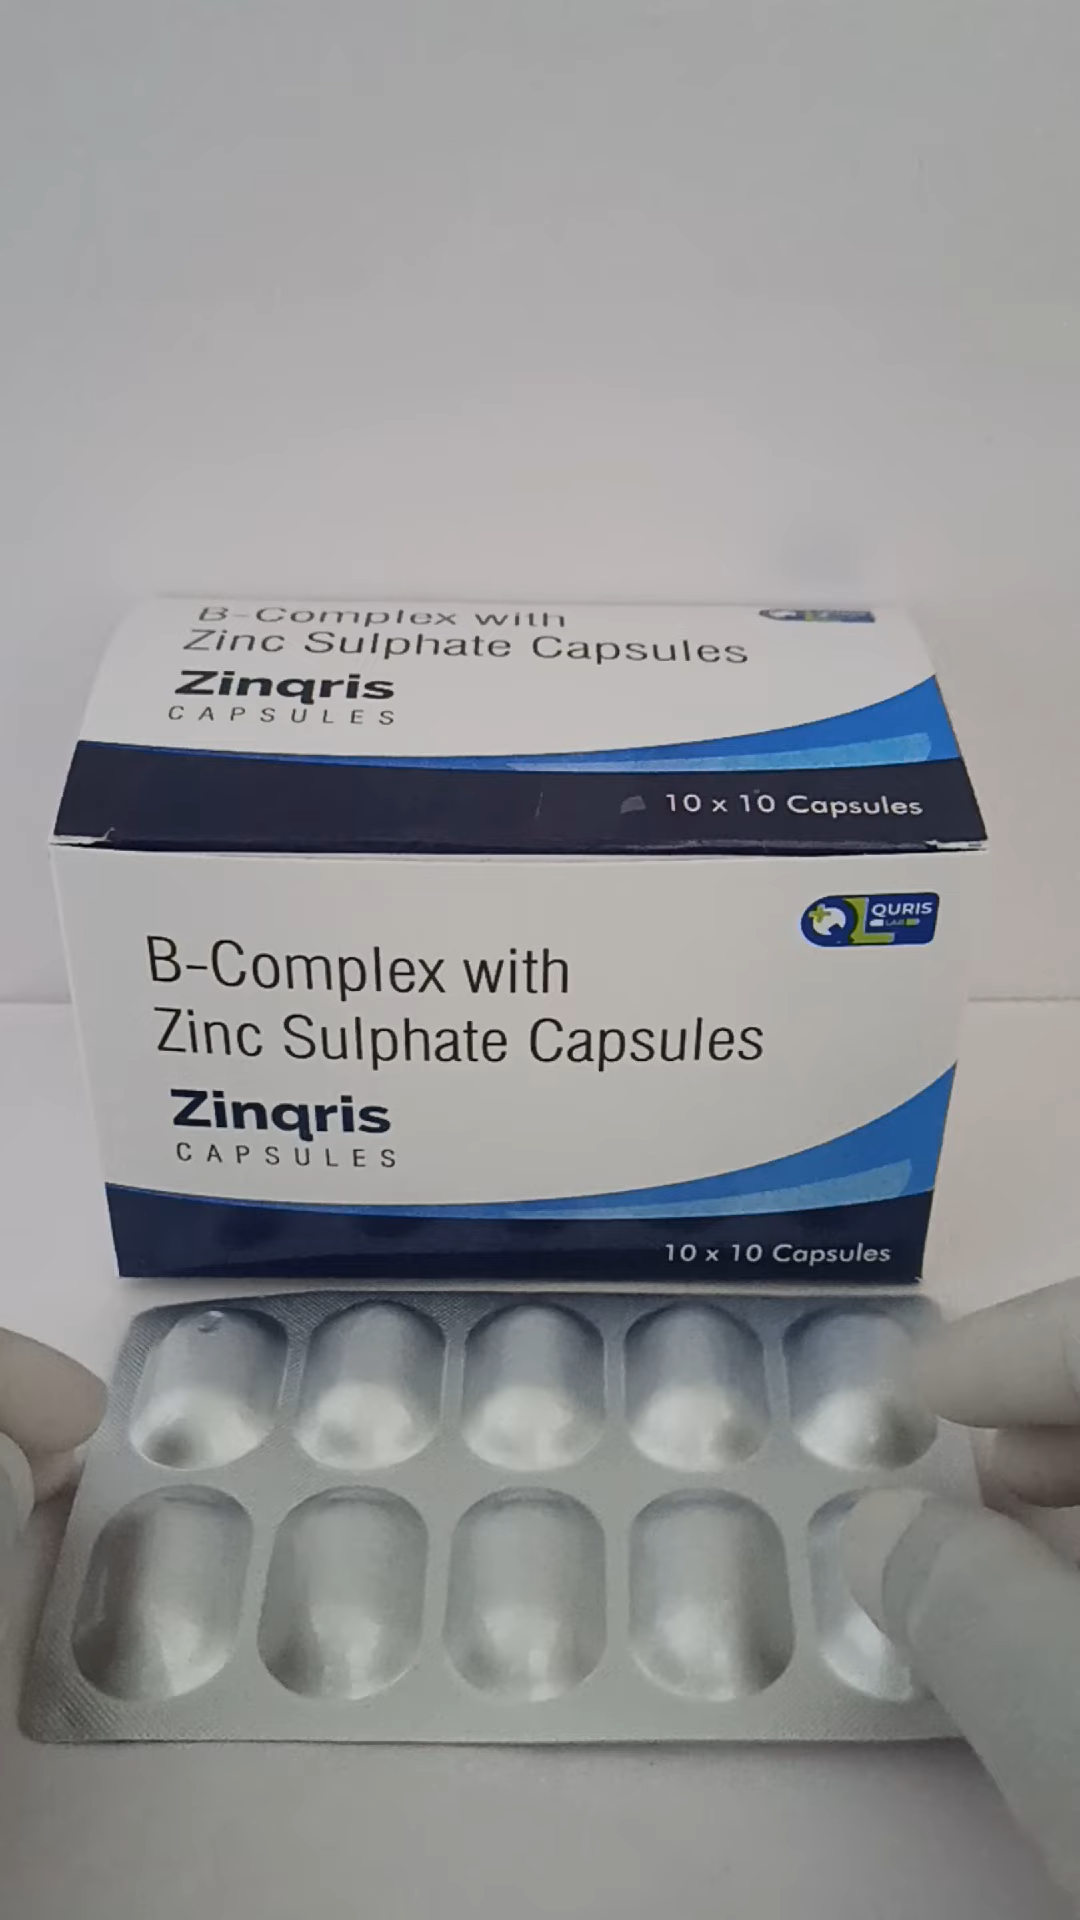 B-Complex with
Zinc Sulphate Capsules
Zinqris
CAPSULES
10 x 10 Capsules
QURIS
LAB
B-Complex with
Zinc Sulphate Capsules
Zinqris
CAPSULES
10 x 10 Capsules